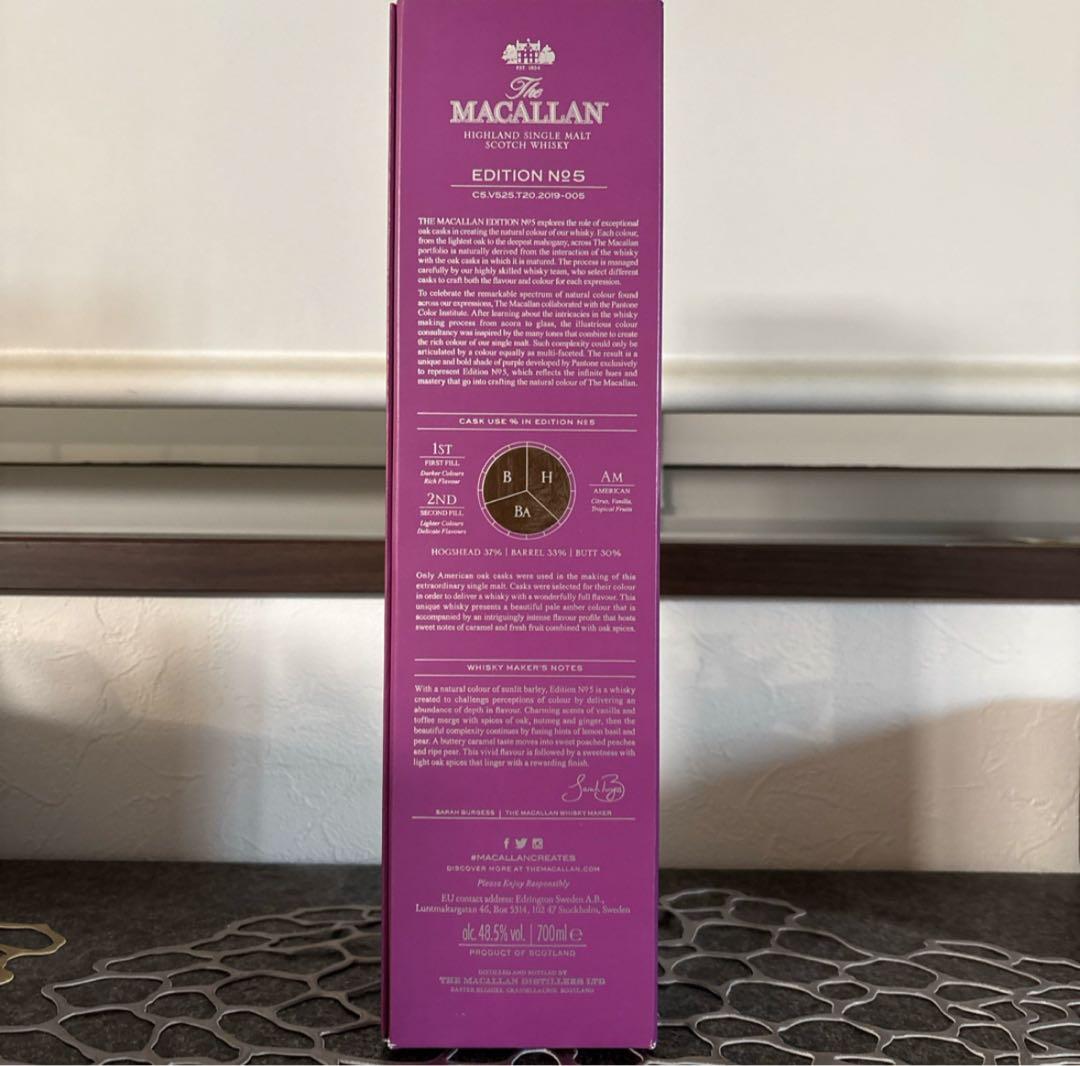 EST. 1824
The
MACALLAN
HIGHLAND SINGLE MALT
SCOTCH WHISKY
EDITION Nº5
C5.V525.T20.2019-005
THE MACALLAN EDITION Nº5 explores the role of exceptional
oak casks in creating the natural colour of our whisky. Each colour,
from the lightest oak to the deepest mahogany, across The Macallan
portfolio is naturally derived from the interaction of the whisky
with the oak casks in which it is matured. The process is managed
carefully by our highly skilled whisky team, who select different
casks to craft both the flavour and colour for each expression.
To celebrate the remarkable spectrum of natural colour found
across our expressions, The Macallan collaborated with the Pantone
Color Institute. After learning about the intricacies in the whisky
making process from acorn to glass, the illustrious colour
consultancy was inspired by the many tones that combine to create
the rich colour of our single malt. Such complexity could only be
articulated by a colour equally as multi-faceted. The result is a
unique and bold shade of purple developed by Pantone exclusively
to represent Edition Nº5, which reflects the infinite hues and
mastery that go into crafting the natural colour of The Macallan.
CASK USE % IN EDITION Nº5
1ST
FIRST FILL
Darker Colours
Rich Flavour
2ND
SECOND FILL
Lighter Colours
Delicate Flavours
B
H
BA
AM
AMERICAN
Citrus, Vanilla,
Tropical Fruits
HOGSHEAD 37% | BARREL 33% | BUTT 30%
Only American oak casks were used in the making of this
extraordinary single malt. Casks were selected for their colour
in order to deliver a whisky with a wonderfully full flavour. This
unique whisky presents a beautiful pale amber colour that is
accompanied by an intriguingly intense flavour profile that hosts
sweet notes of caramel and fresh fruit combined with oak spices.
WHISKY MAKER'S NOTES
With a natural colour of sunlit barley, Edition Nº5 is a whisky
created to challenge perceptions of colour by delivering an
abundance of depth in flavour. Charming scents of vanilla and
toffee merge with spices of oak, nutmeg and ginger, then the
beautiful complexity continues by fusing hints of lemon basil and
pear. A buttery caramel taste moves into sweet poached peaches
and ripe pear. This vivid flavour is followed by a sweetness with
light oak spices that linger with a rewarding finish.
SARAH BURGESS | THE MACALLAN WHISKY MAKER
#MACALLANCREATES
DISCOVER MORE AT THEMACALLAN.COM
Please Enjoy Responsibly
EU contact address: Edrington Sweden A.B.,
Luntmakargatan 46, Box 5314, 102 47 Stockholm, Sweden
alc. 48.5% vol. | 700ml ℮
PRODUCT OF SCOTLAND
DISTILLED AND BOTTLED BY
THE MACALLAN DISTILLERS LTD
EASTER ELCHIES, CRAIGELLACHIE, SCOTLAND